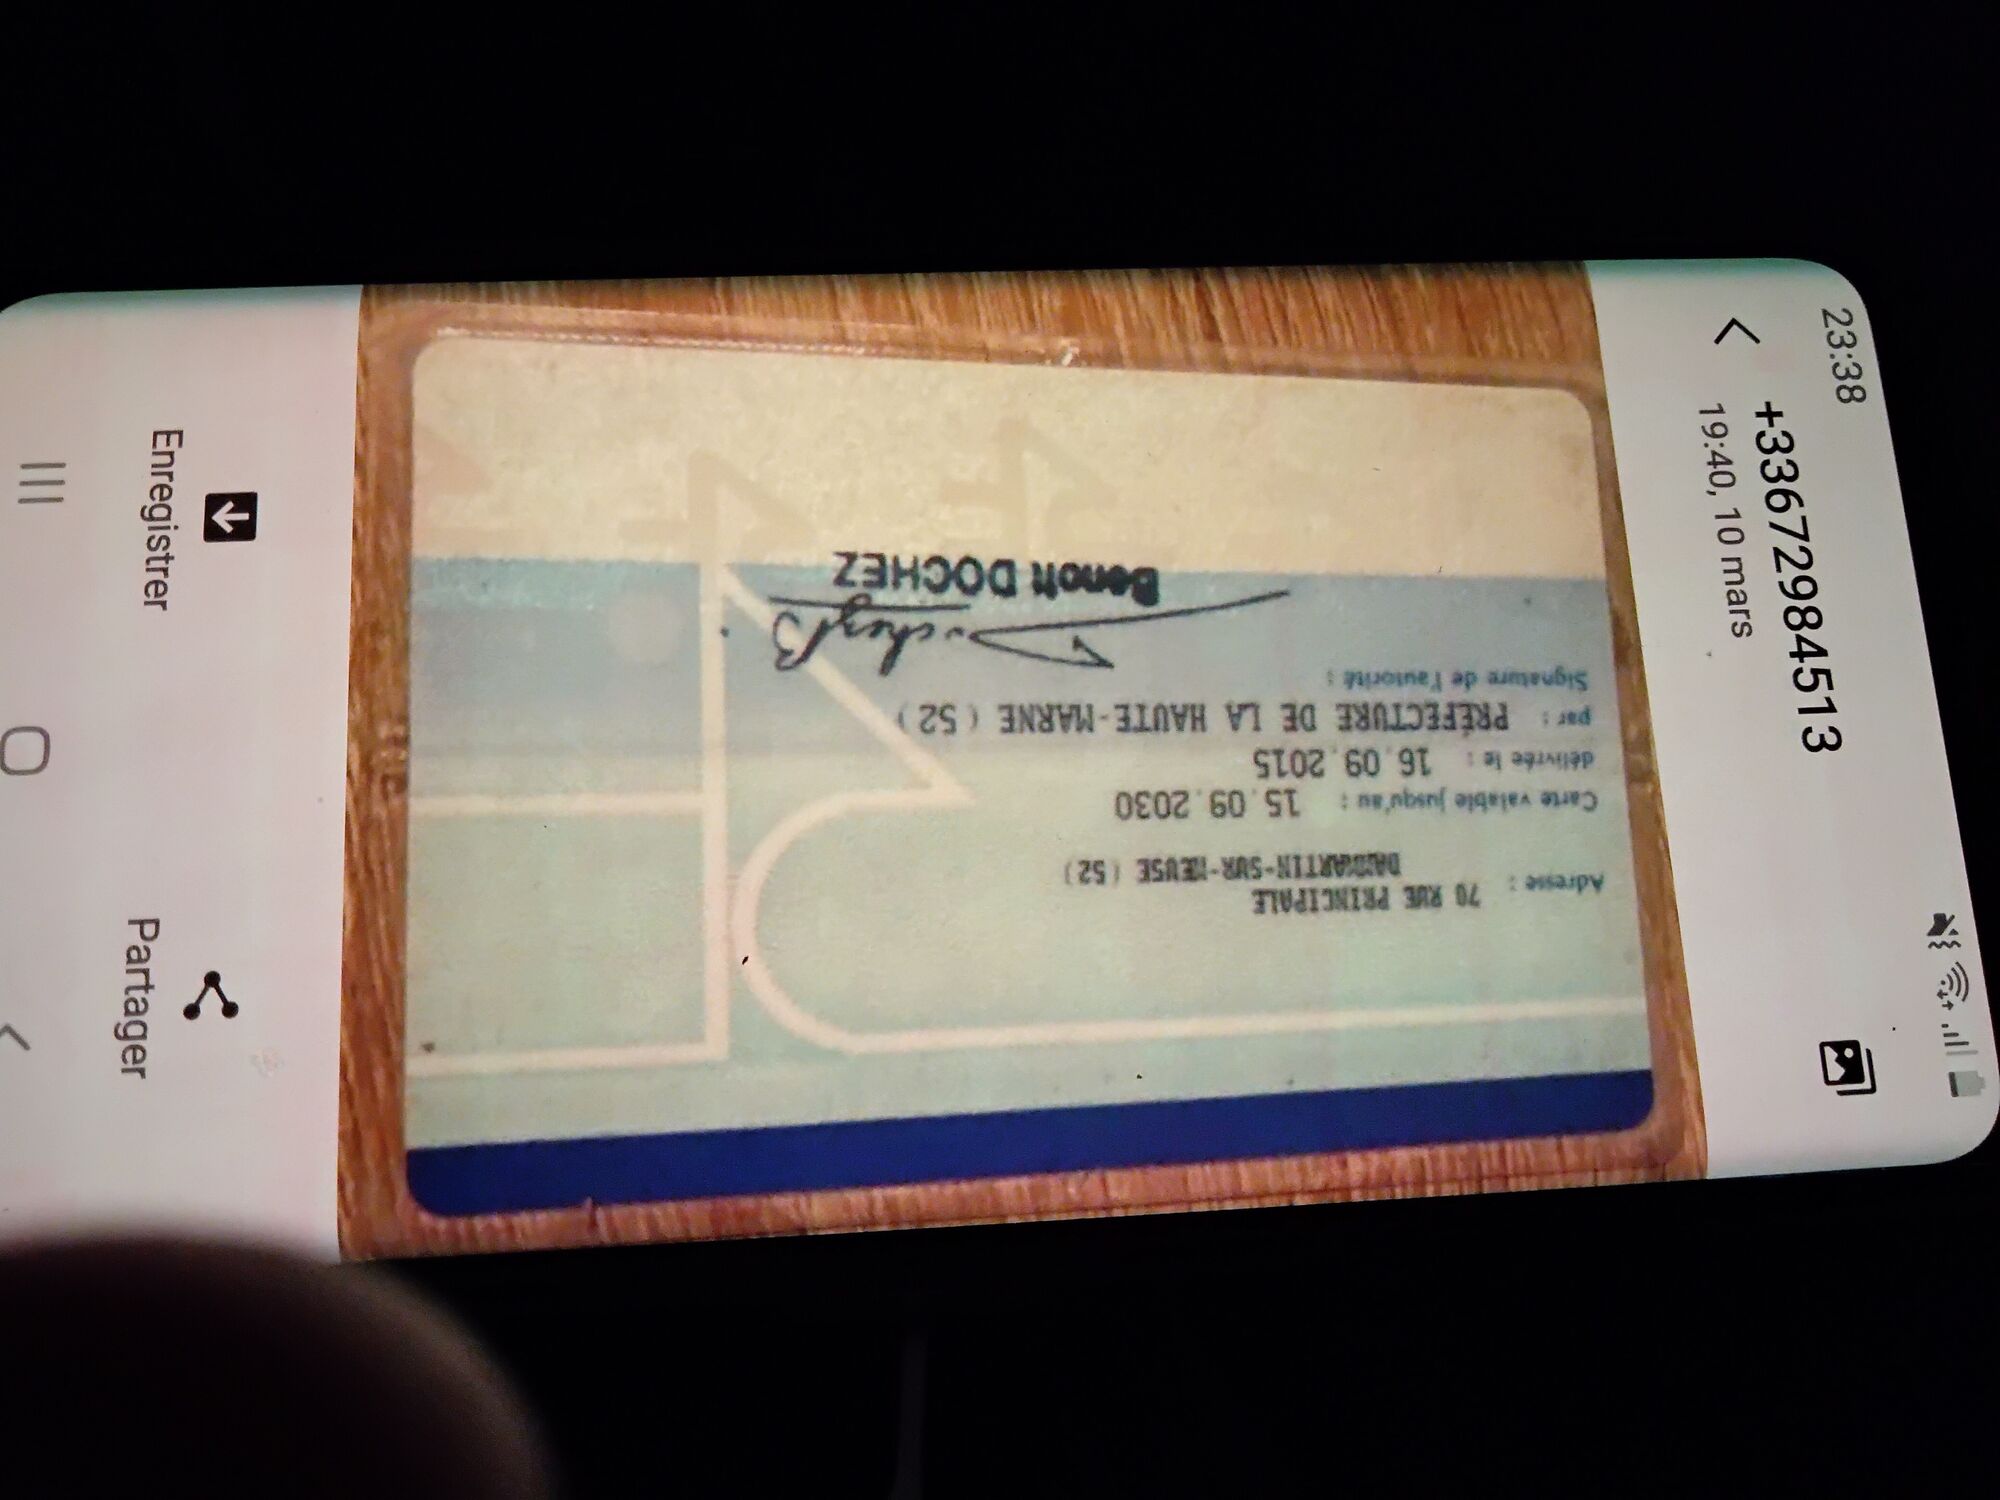 23:38
+33672984513
19:40, 10 mars
Adresse : 70 RUE PRINCIPALE
DAMMARTIN-SUR-MEUSE (52)
Carte valable jusqu'au : 15.09.2030
délivrée le : 16.09.2015
par : PRÉFECTURE DE LA HAUTE-MARNE (52)
Signature de l'autorité :
Benoît DOCHEZ
Enregistrer
Partager